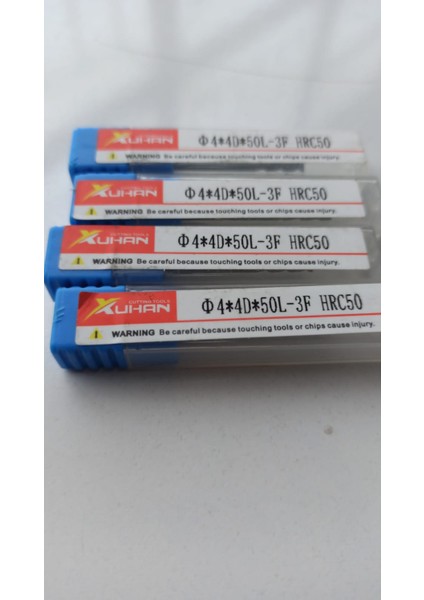 XUHAN Φ4*4D*50L-3F HRC50
WARNING Be careful because touching tools or chips cause injury.
XUHAN Φ4*4D*50L-3F HRC50
WARNING Be careful because touching tools or chips cause injury.
CUTTING TOOLS
XUHAN Φ4*4D*50L-3F HRC50
WARNING Be careful because touching tools or chips cause injury.
CUTTING TOOLS
XUHAN Φ4*4D*50L-3F HRC50
WARNING Be careful because touching tools or chips cause injury.